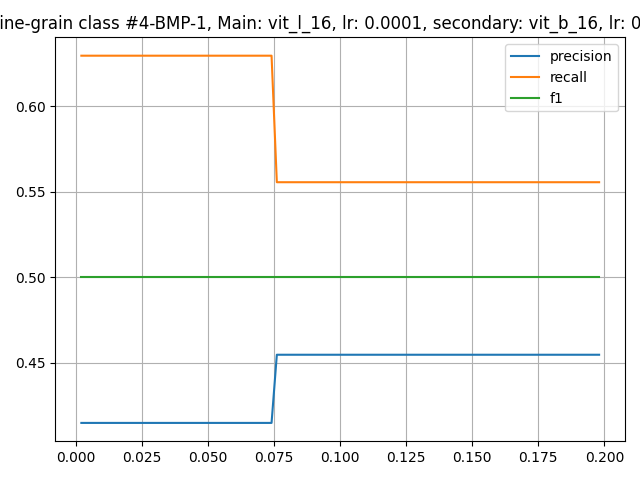 ine-grain class #4-BMP-1, Main: vit_l_16, lr: 0.0001, secondary: vit_b_16, lr: 0
precision
recall
f1
0.60
0.55
0.50
0.45
0.000 0.025 0.050 0.075 0.100 0.125 0.150 0.175 0.200